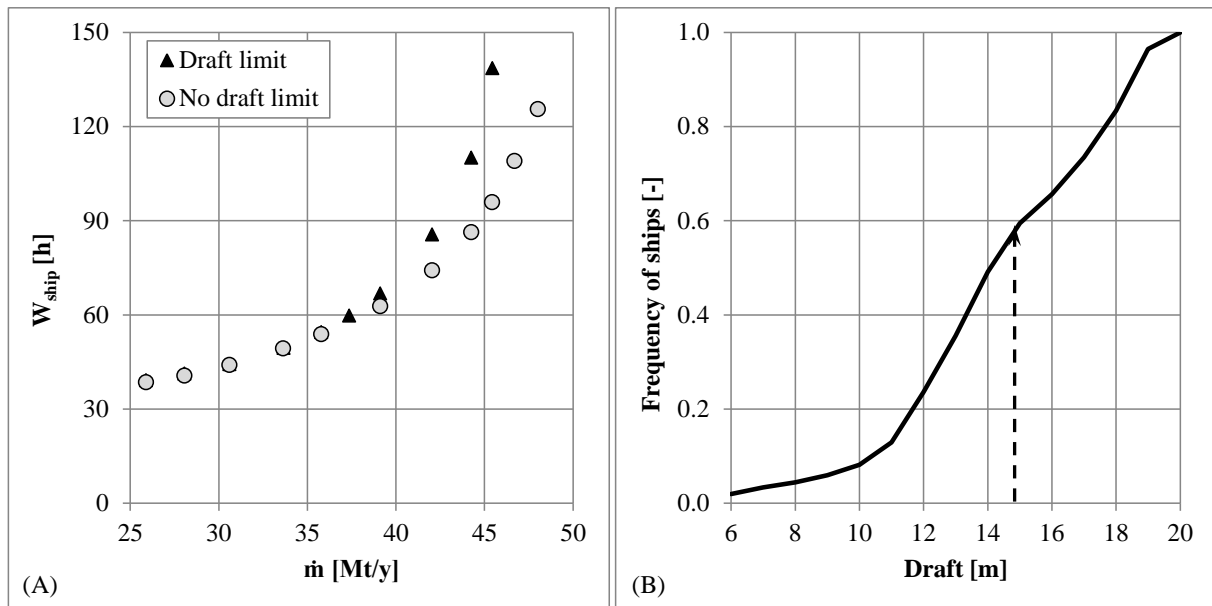 150
120
90
60
30
0
W_ship [h]
Draft limit
No draft limit
25 30 35 40 45 50
ṁ [Mt/y]
(A)
1.0
0.8
0.6
0.4
0.2
0.0
Frequency of ships [-]
6 8 10 12 14 16 18 20
Draft [m]
(B)